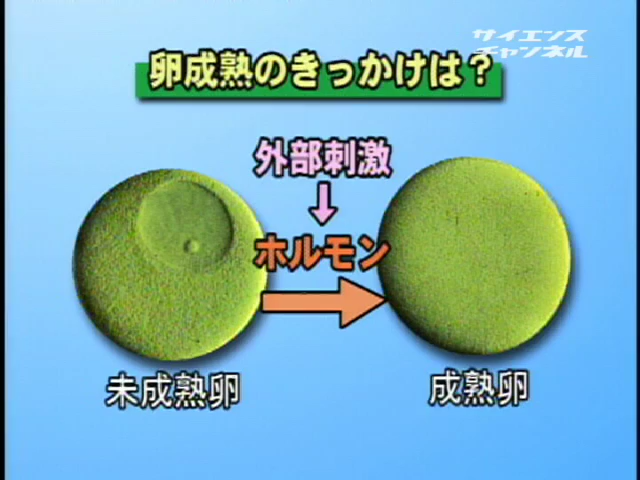 サイエンス
チャンネル
卵成熟のきっかけは？
外部刺激
↓
ホルモン
未成熟卵
成熟卵